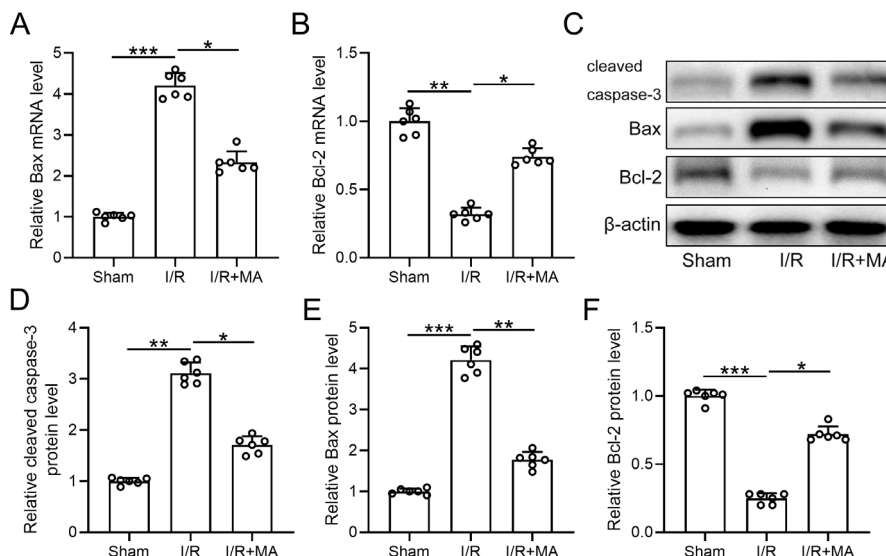 A
Relative Bax mRNA level
5
4
3
2
1
0
***
*
Sham
I/R
I/R+MA
B
Relative Bcl-2 mRNA level
1.5
1.0
0.5
0.0
**
*
Sham
I/R
I/R+MA
C
cleaved
caspase-3
Bax
Bcl-2
β-actin
Sham
I/R
I/R+MA
D
Relative cleaved caspase-3
protein level
4
3
2
1
0
**
*
Sham
I/R
I/R+MA
E
Relative Bax protein level
5
4
3
2
1
0
***
**
Sham
I/R
I/R+MA
F
Relative Bcl-2 protein level
1.5
1.0
0.5
0.0
***
*
Sham
I/R
I/R+MA